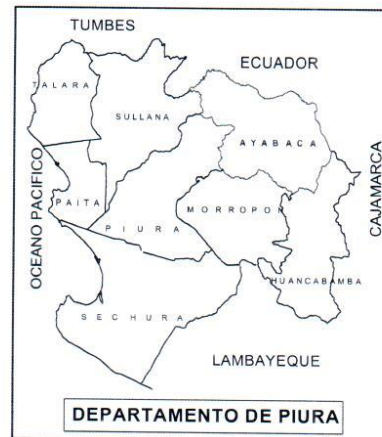 TUMBES
ECUADOR
TALARA
SULLANA
AYABACA
CAJAMARCA
OCEANO PACIFICO
PAITA
MORROPON
PIURA
HUANCABAMBA
SECHURA
LAMBAYEQUE
DEPARTAMENTO DE PIURA